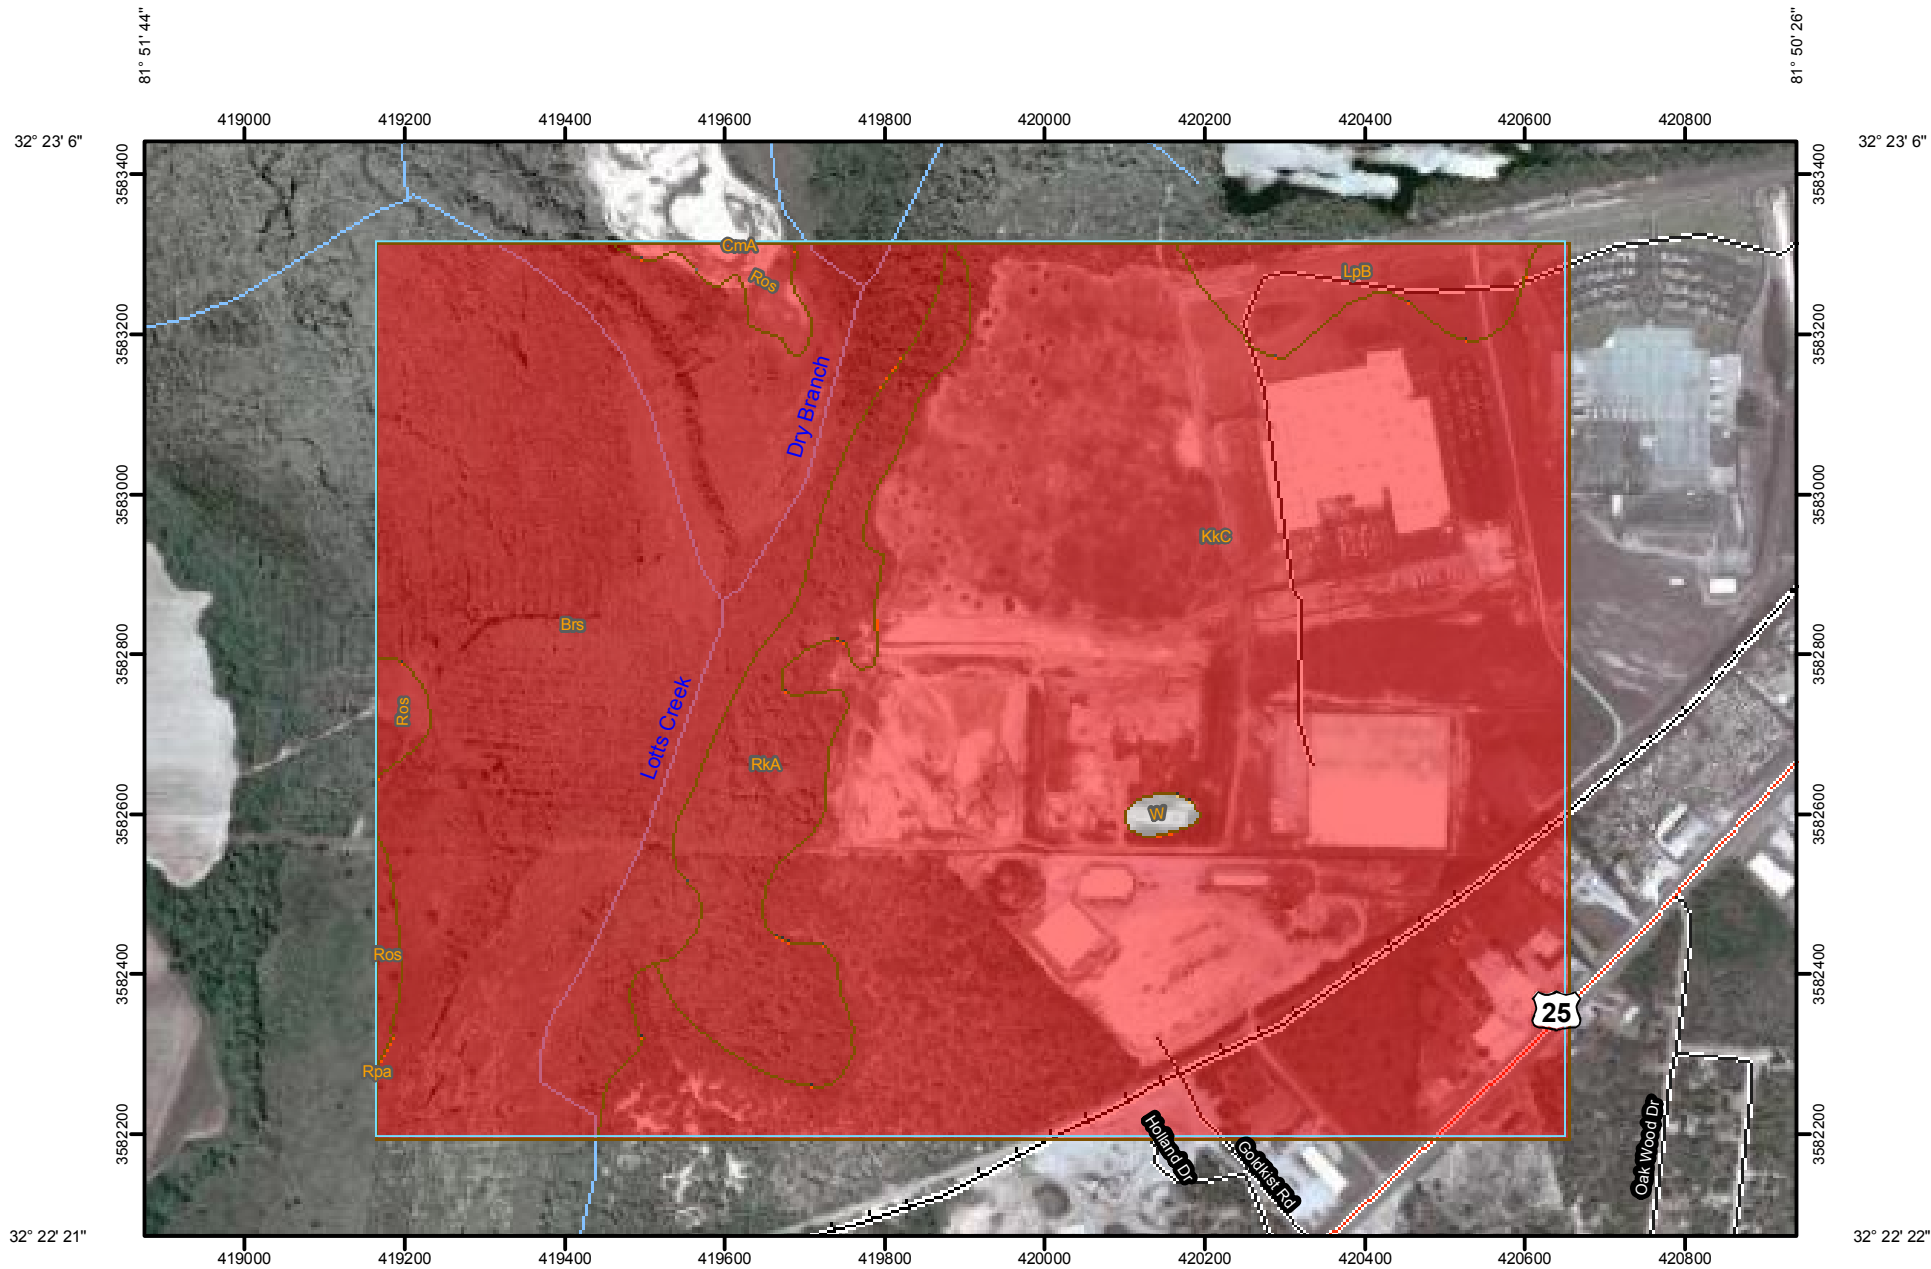 81° 51' 44"
81° 50' 26"
419000 419200 419400 419600 419800 420000 420200 420400 420600 420800
32° 23' 6"
32° 23' 6"
3583400
3583400
CmA
Ros
LpB
3583200
3583200
Dry Branch
3583000
3583000
KkC
Brs
3582800
3582800
Ros
Lotts Creek
RkA
3582600
W
3582600
Ros
3582400
3582400
25
Rpa
3582200
Holland Dr
Goldkist Rd
Oak Wood Dr
3582200
32° 22' 21"
32° 22' 22"
419000 419200 419400 419600 419800 420000 420200 420400 420600 420800